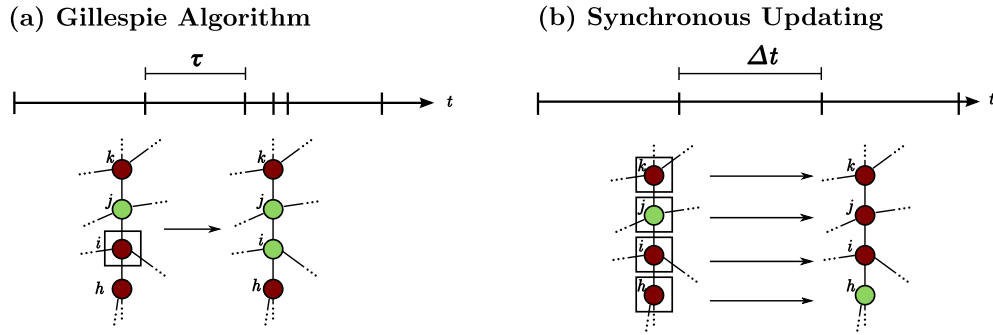 (a) Gillespie Algorithm
τ
t
k
j
i
h
k
j
i
(b) Synchronous Updating
Δt
t
k
j
i
h
k
j
i
h